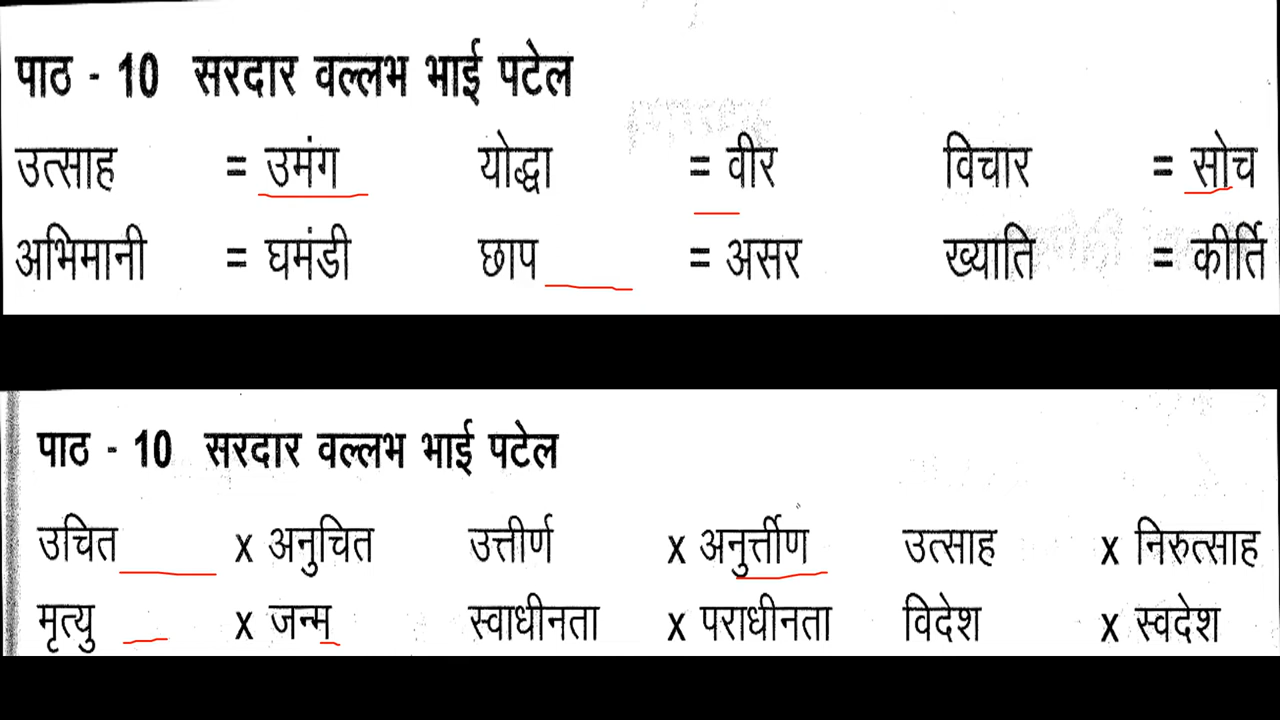 पाठ - 10 सरदार वल्लभ भाई पटेल
उत्साह = उमंग योद्धा = वीर विचार = सोच
अभिमानी = घमंडी छाप = असर ख्याति = कीर्ति
पाठ - 10 सरदार वल्लभ भाई पटेल
उचित x अनुचित उत्तीर्ण x अनुर्त्तीण उत्साह x निरुत्साह
मृत्यु x जन्म स्वाधीनता x पराधीनता विदेश x स्वदेश